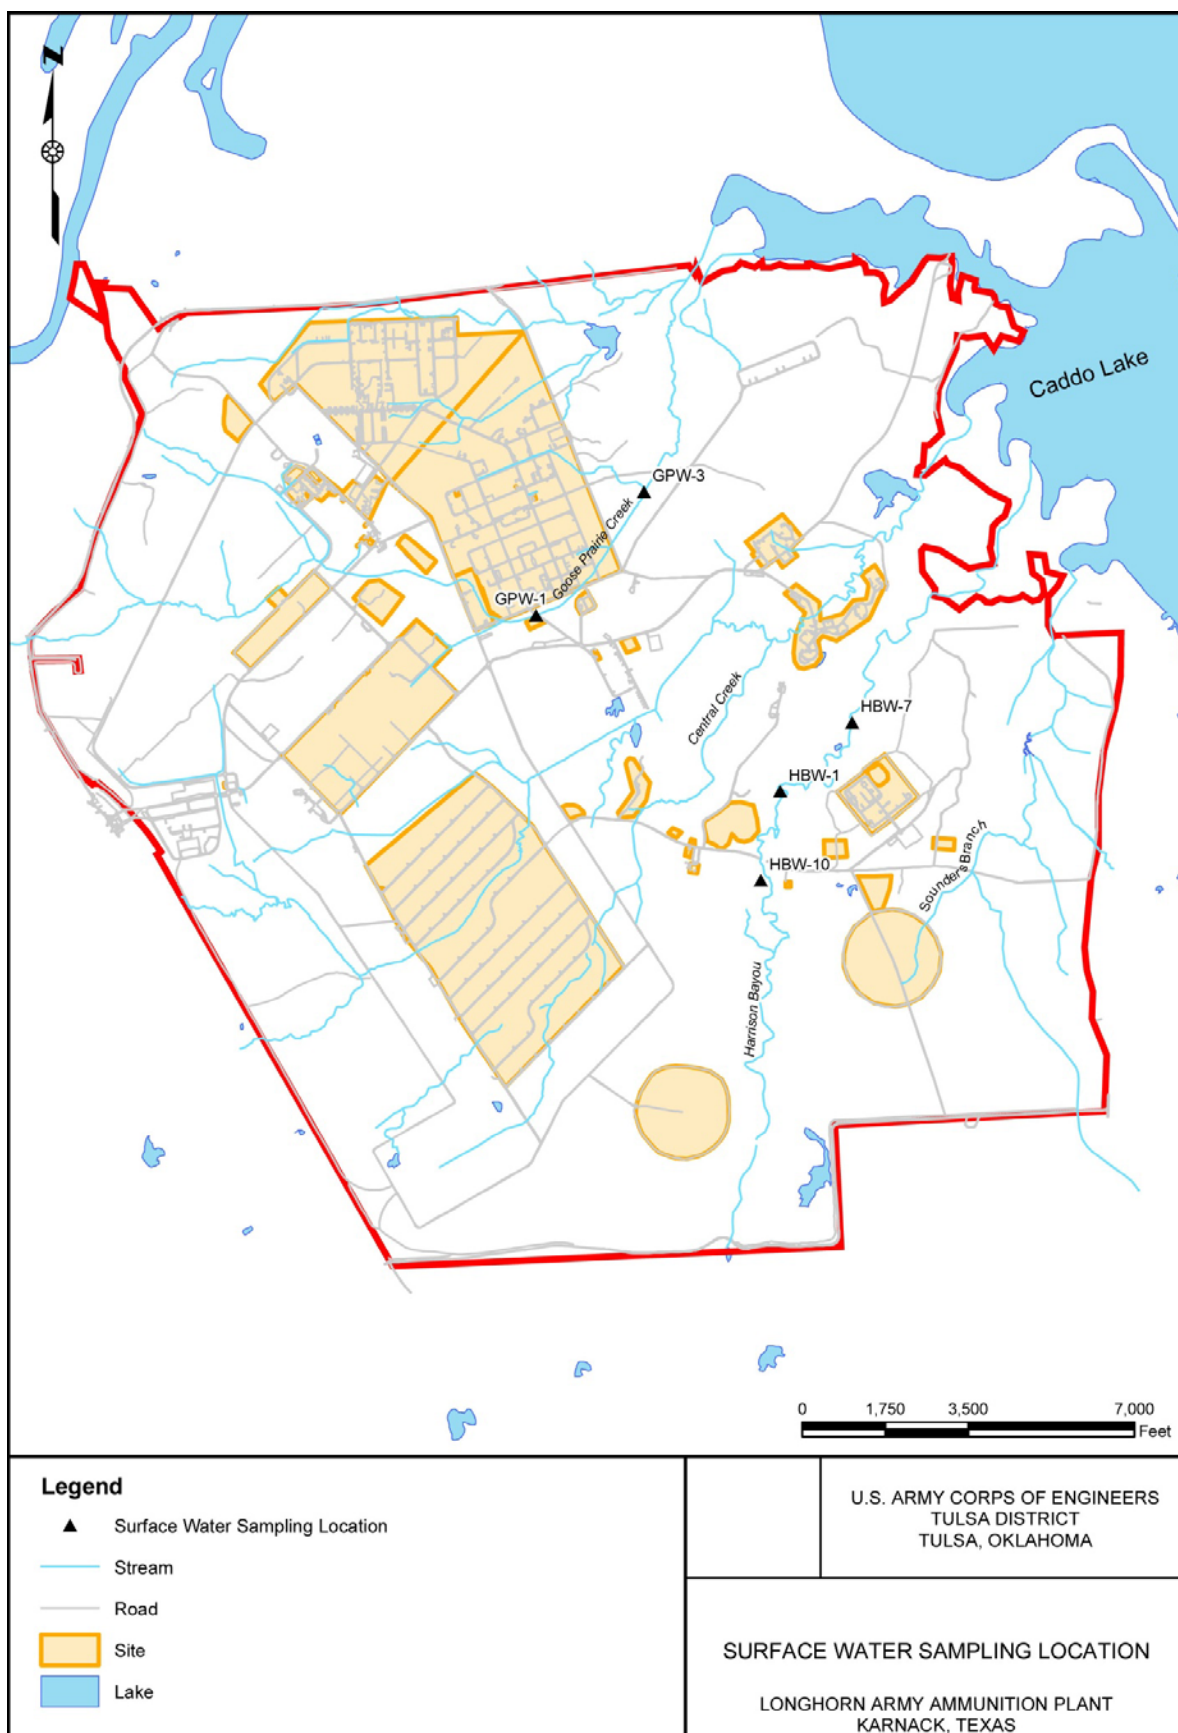 N
Caddo Lake
GPW-3
Goose Prairie Creek
GPW-1
Central Creek
HBW-7
HBW-1
HBW-10
Sounders Branch
Harrison Bayou
0 1,750 3,500 7,000
Feet
Legend
Surface Water Sampling Location
Stream
Road
Site
Lake
U.S. ARMY CORPS OF ENGINEERS
TULSA DISTRICT
TULSA, OKLAHOMA
SURFACE WATER SAMPLING LOCATION
LONGHORN ARMY AMMUNITION PLANT
KARNACK, TEXAS